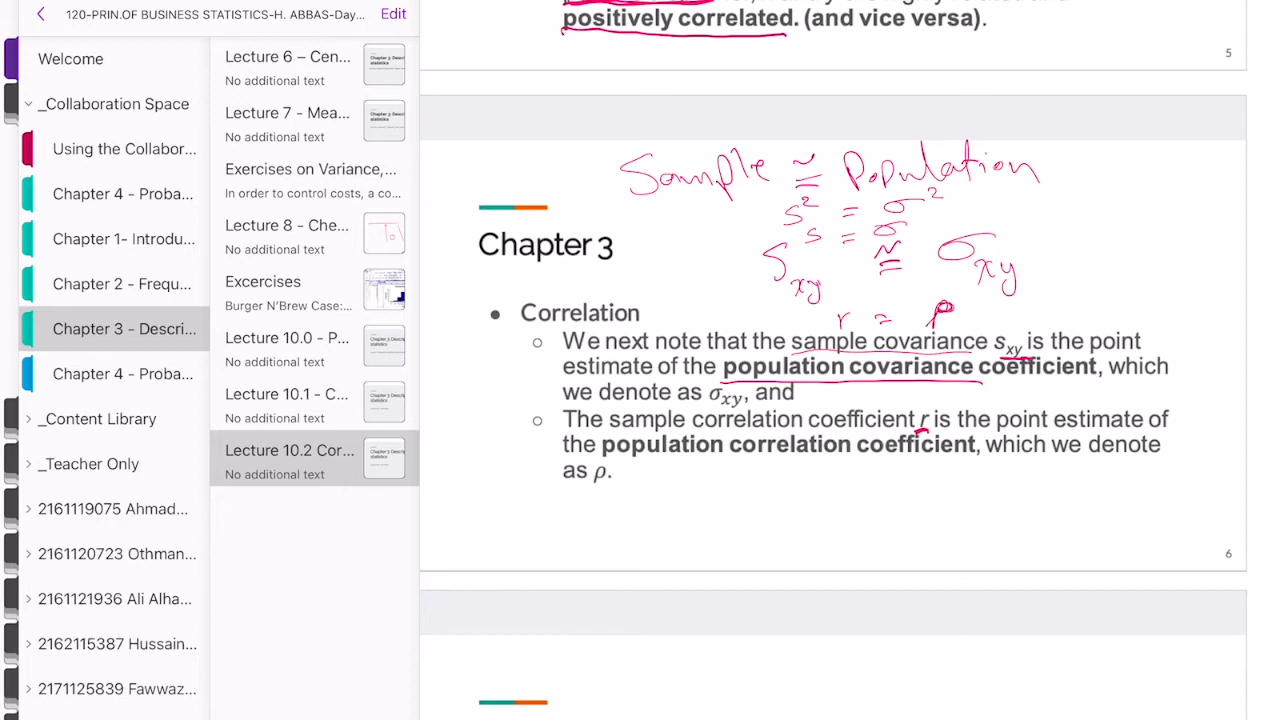 120-PRIN.OF BUSINESS STATISTICS-H. ABBAS-Day...
Edit
Welcome
_Collaboration Space
Using the Collabor...
Chapter 4 - Proba...
Chapter 1- Introdu...
Chapter 2 - Frequ...
Chapter 3 - Descri...
Chapter 4 - Proba...
_Content Library
_Teacher Only
2161119075 Ahmad...
2161120723 Othman...
2161121936 Ali Alha...
2162115387 Hussain...
2171125839 Fawwaz...
Lecture 6 – Cen...
No additional text
Lecture 7 - Mea...
No additional text
Exercises on Variance,...
In order to control costs, a co...
Lecture 8 - Che...
No additional text
Excercises
Burger N'Brew Case:...
Lecture 10.0 - P...
No additional text
Lecture 10.1 - C...
No additional text
Lecture 10.2 Cor...
No additional text
positively correlated. (and vice versa).
5
Sample ≅ Population
s² = σ²
s = σ
Sxy ≅ σxy
r = ρ
Chapter 3
● Correlation
○ We next note that the sample covariance sxy is the point
estimate of the population covariance coefficient, which
we denote as σxy, and
○ The sample correlation coefficient r is the point estimate of
the population correlation coefficient, which we denote
as ρ.
6